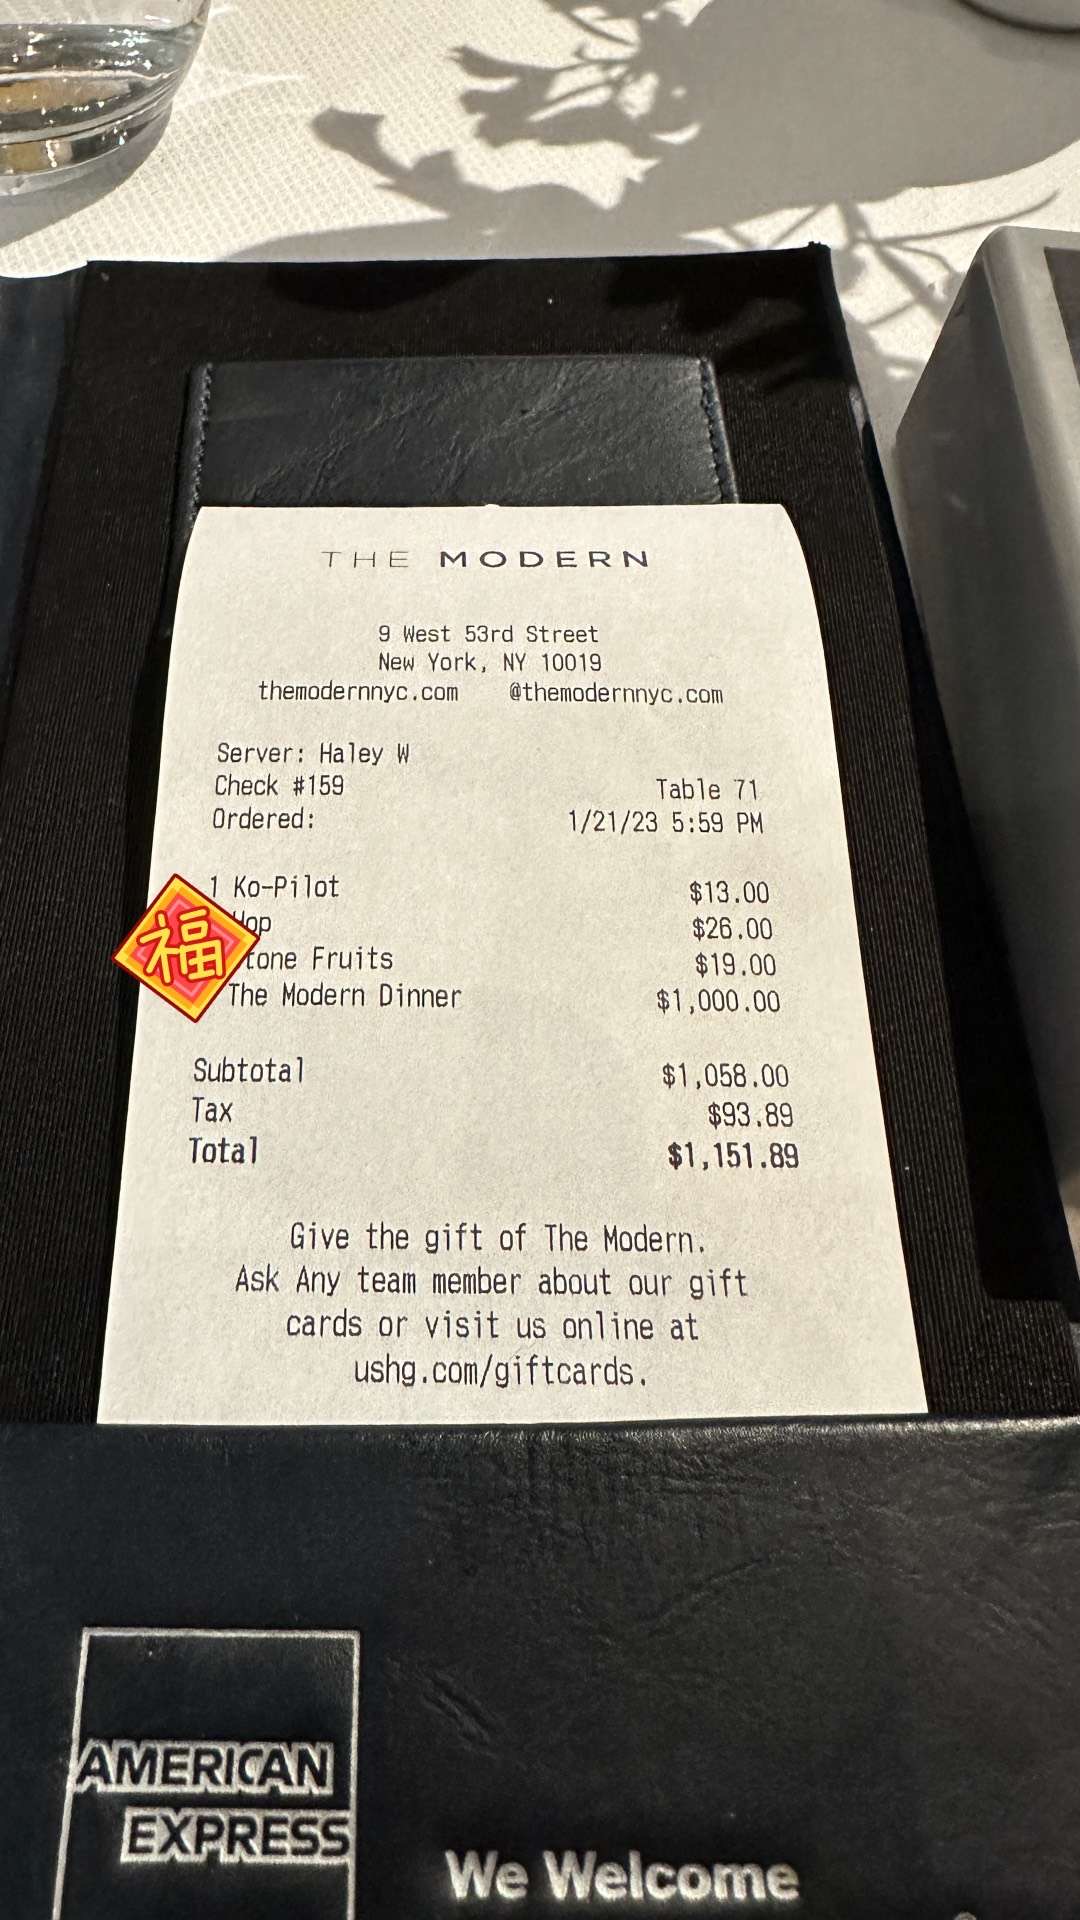 THE MODERN
9 West 53rd Street
New York, NY 10019
themodernnyc.com @themodernnyc.com
Server: Haley W
Check #159 Table 71
Ordered: 1/21/23 5:59 PM
1 Ko-Pilot $13.00
Hop $26.00
福 Fruits $19.00
The Modern Dinner $1,000.00
Subtotal $1,058.00
Tax $93.89
Total $1,151.89
Give the gift of The Modern.
Ask Any team member about our gift
cards or visit us online at
ushg.com/giftcards.
AMERICAN
EXPRESS
We Welcome